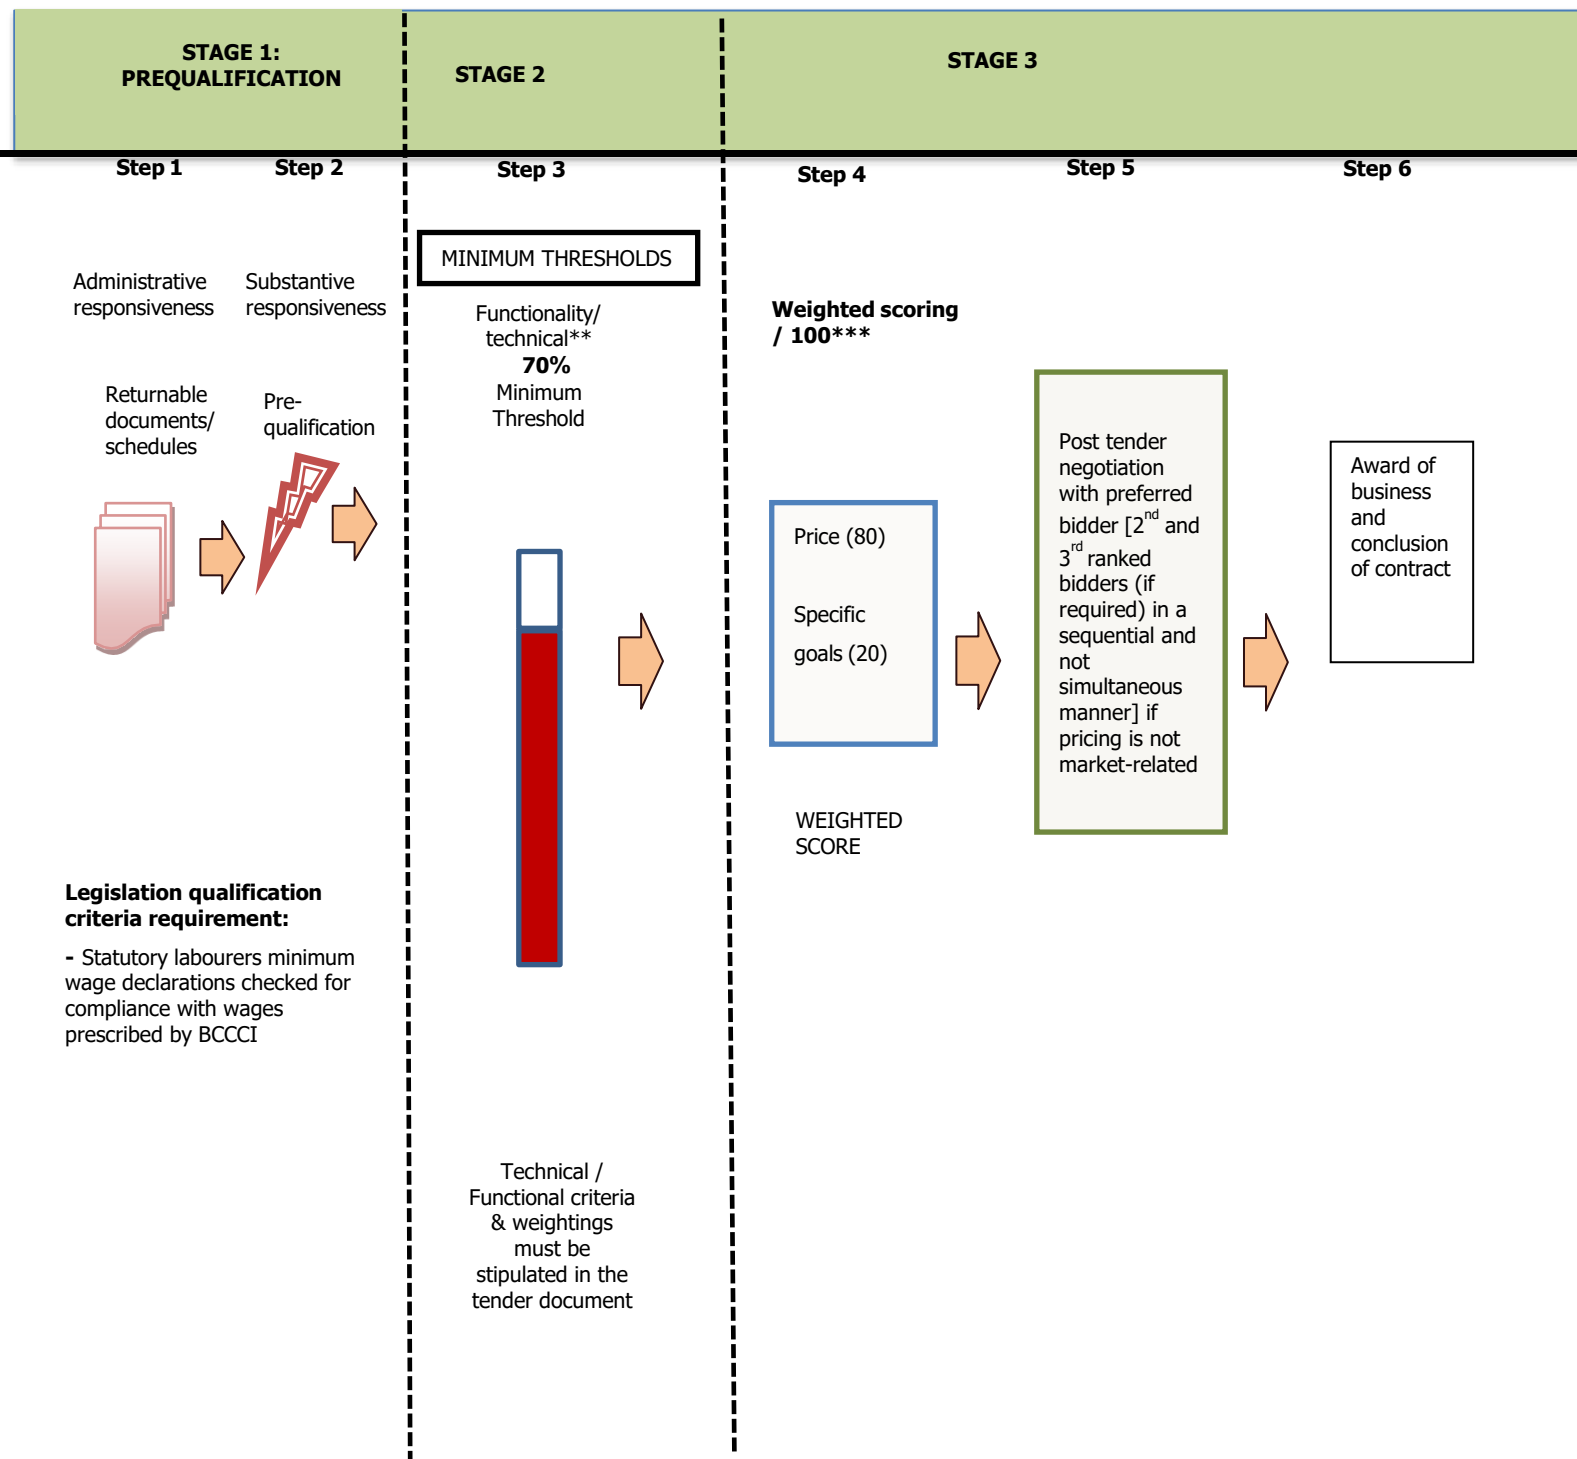 STAGE 1:
PREQUALIFICATION
STAGE 2
STAGE 3
Step 1
Step 2
Step 3
Step 4
Step 5
Step 6
Administrative
responsiveness
Substantive
responsiveness
Returnable
documents/
schedules
Pre-
qualification
Legislation qualification
criteria requirement:
- Statutory labourers minimum
wage declarations checked for
compliance with wages
prescribed by BCCCI
MINIMUM THRESHOLDS
Functionality/
technical**
70%
Minimum
Threshold
Technical /
Functional criteria
& weightings
must be
stipulated in the
tender document
Weighted scoring
/ 100***
Price (80)
Specific
goals (20)
WEIGHTED
SCORE
Post tender
negotiation
with preferred
bidder [2nd and
3rd ranked
bidders (if
required) in a
sequential and
not
simultaneous
manner] if
pricing is not
market-related
Award of
business
and
conclusion
of contract